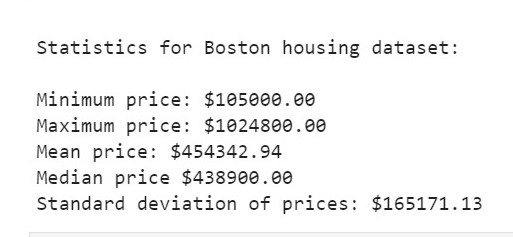 Statistics for Boston housing dataset:
Minimum price: $105000.00
Maximum price: $1024800.00
Mean price: $454342.94
Median price $438900.00
Standard deviation of prices: $165171.13